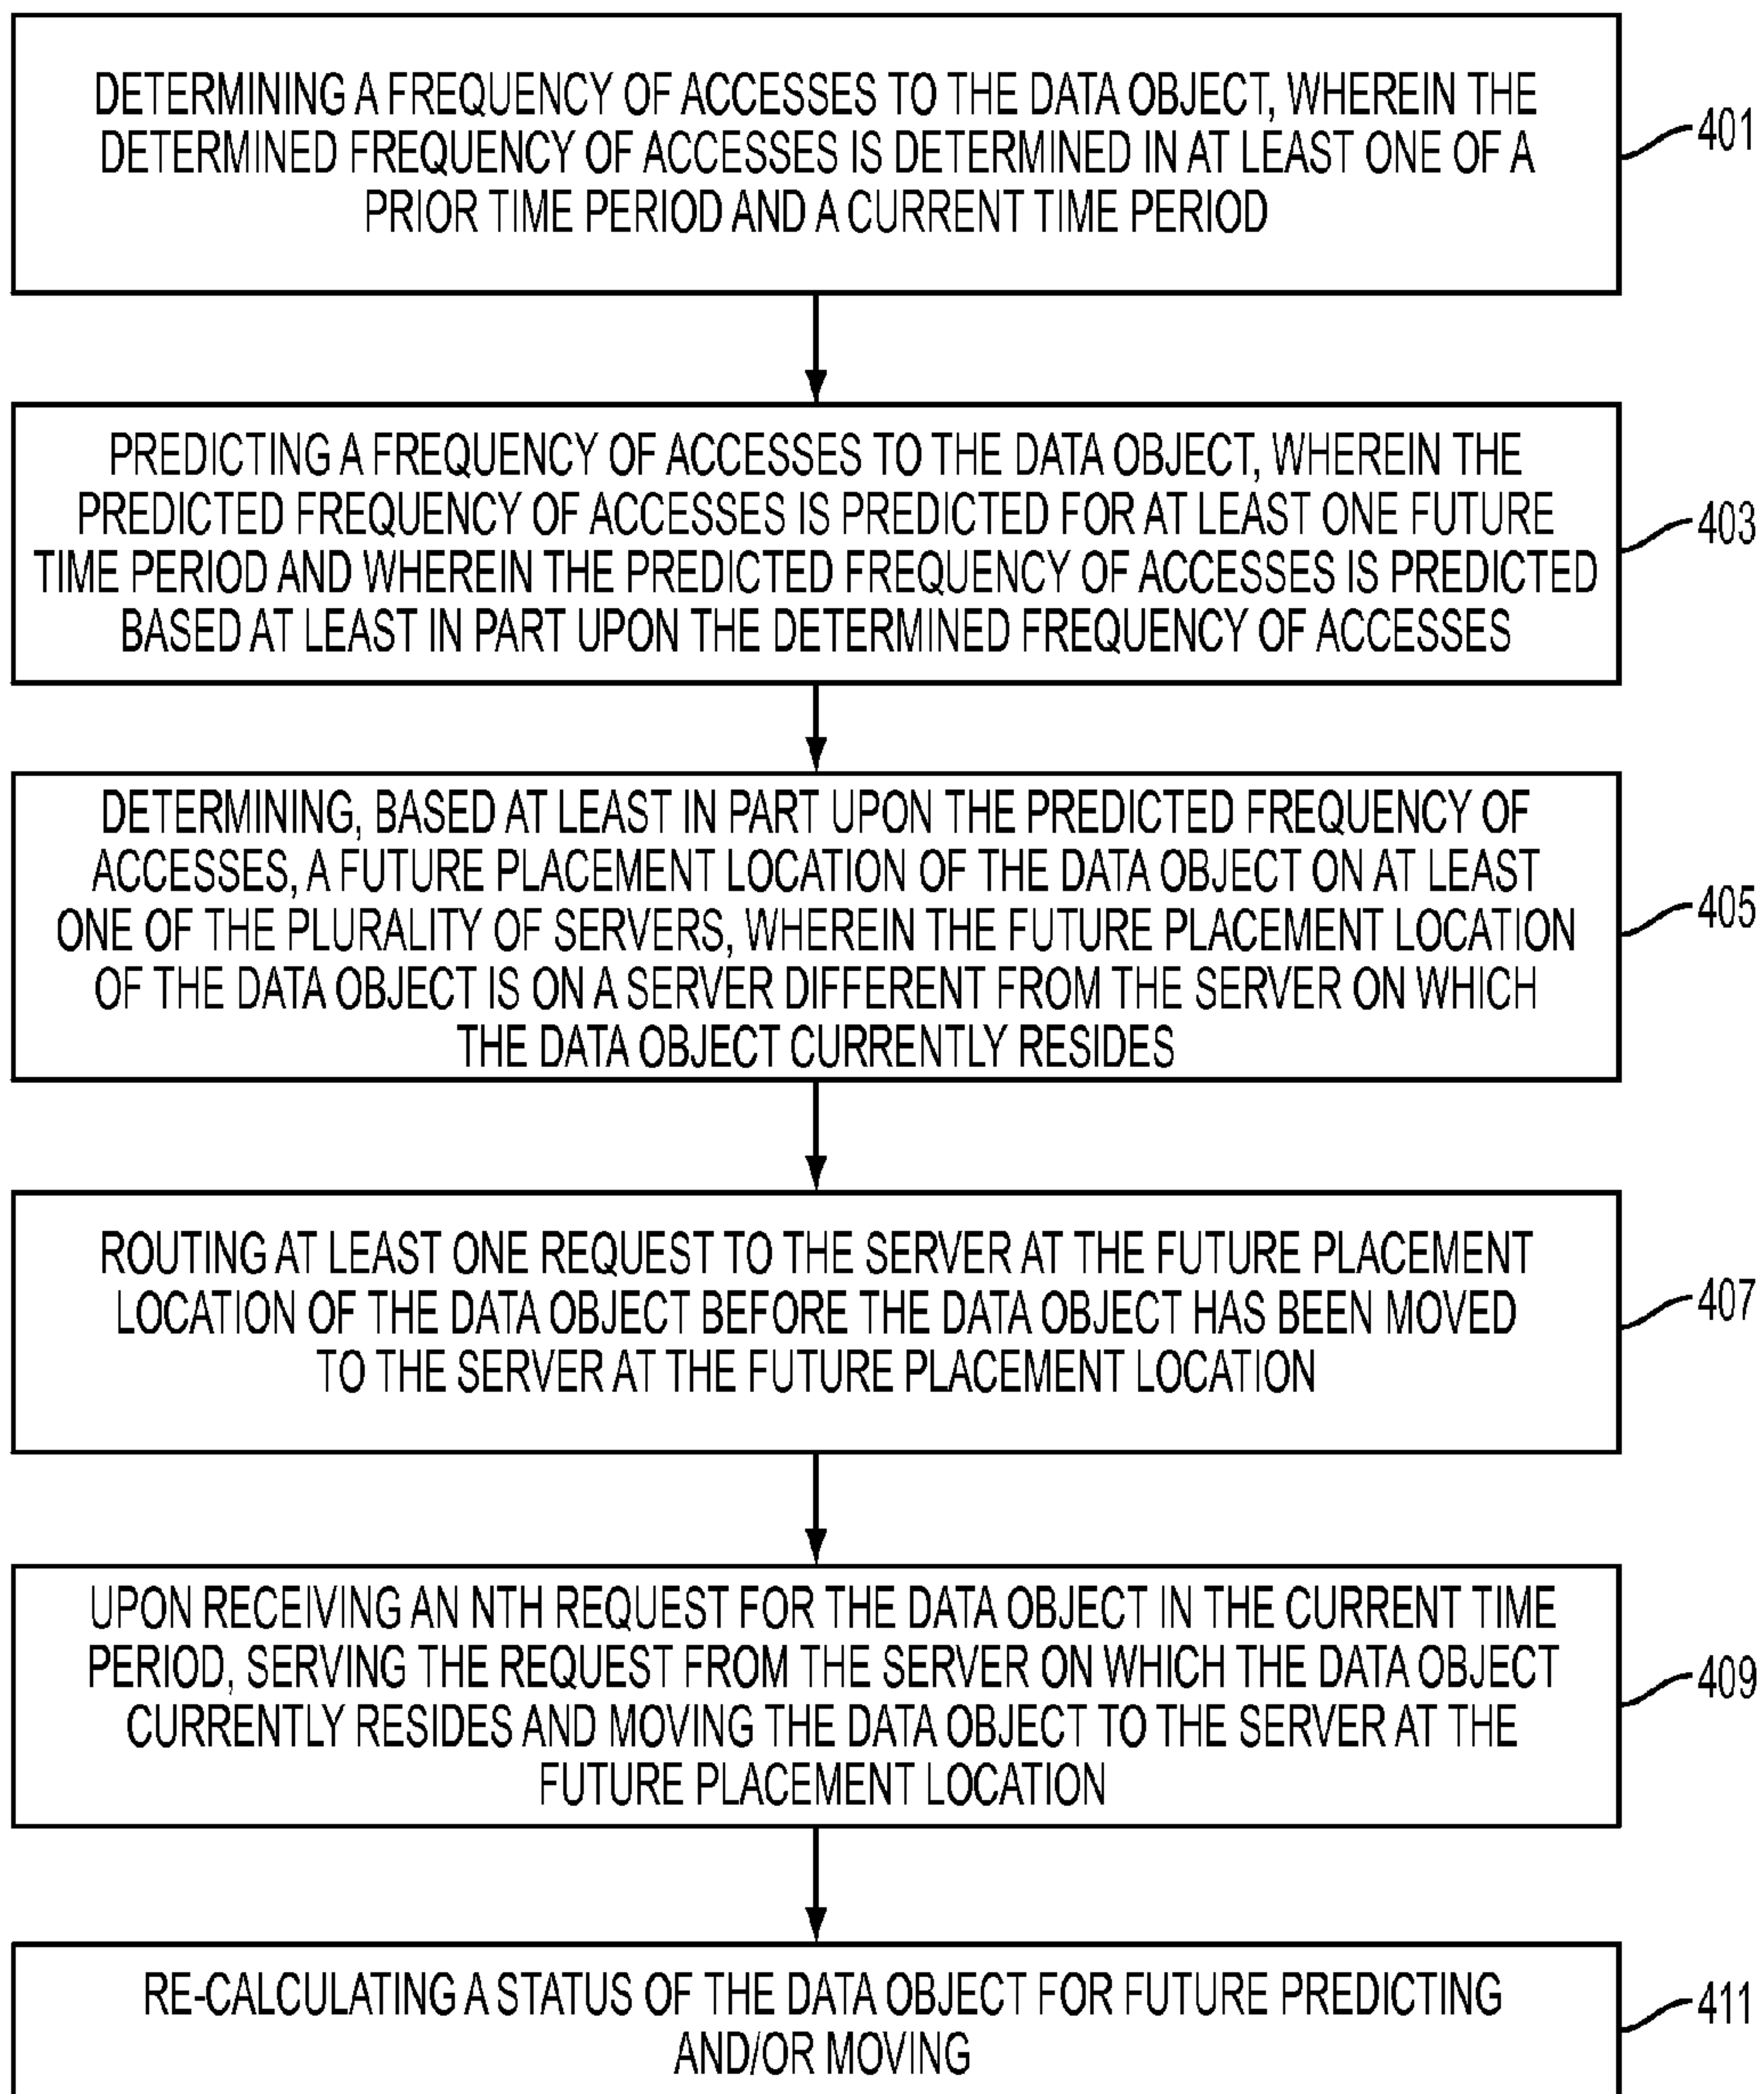 DETERMINING A FREQUENCY OF ACCESSES TO THE DATA OBJECT, WHEREIN THE
DETERMINED FREQUENCY OF ACCESSES IS DETERMINED IN AT LEAST ONE OF A
PRIOR TIME PERIOD AND A CURRENT TIME PERIOD
401
PREDICTING A FREQUENCY OF ACCESSES TO THE DATA OBJECT, WHEREIN THE
PREDICTED FREQUENCY OF ACCESSES IS PREDICTED FOR AT LEAST ONE FUTURE
TIME PERIOD AND WHEREIN THE PREDICTED FREQUENCY OF ACCESSES IS PREDICTED
BASED AT LEAST IN PART UPON THE DETERMINED FREQUENCY OF ACCESSES
403
DETERMINING, BASED AT LEAST IN PART UPON THE PREDICTED FREQUENCY OF
ACCESSES, A FUTURE PLACEMENT LOCATION OF THE DATA OBJECT ON AT LEAST
ONE OF THE PLURALITY OF SERVERS, WHEREIN THE FUTURE PLACEMENT LOCATION
OF THE DATA OBJECT IS ON A SERVER DIFFERENT FROM THE SERVER ON WHICH
THE DATA OBJECT CURRENTLY RESIDES
405
ROUTING AT LEAST ONE REQUEST TO THE SERVER AT THE FUTURE PLACEMENT
LOCATION OF THE DATA OBJECT BEFORE THE DATA OBJECT HAS BEEN MOVED
TO THE SERVER AT THE FUTURE PLACEMENT LOCATION
407
UPON RECEIVING AN NTH REQUEST FOR THE DATA OBJECT IN THE CURRENT TIME
PERIOD, SERVING THE REQUEST FROM THE SERVER ON WHICH THE DATA OBJECT
CURRENTLY RESIDES AND MOVING THE DATA OBJECT TO THE SERVER AT THE
FUTURE PLACEMENT LOCATION
409
RE-CALCULATING A STATUS OF THE DATA OBJECT FOR FUTURE PREDICTING
AND/OR MOVING
411